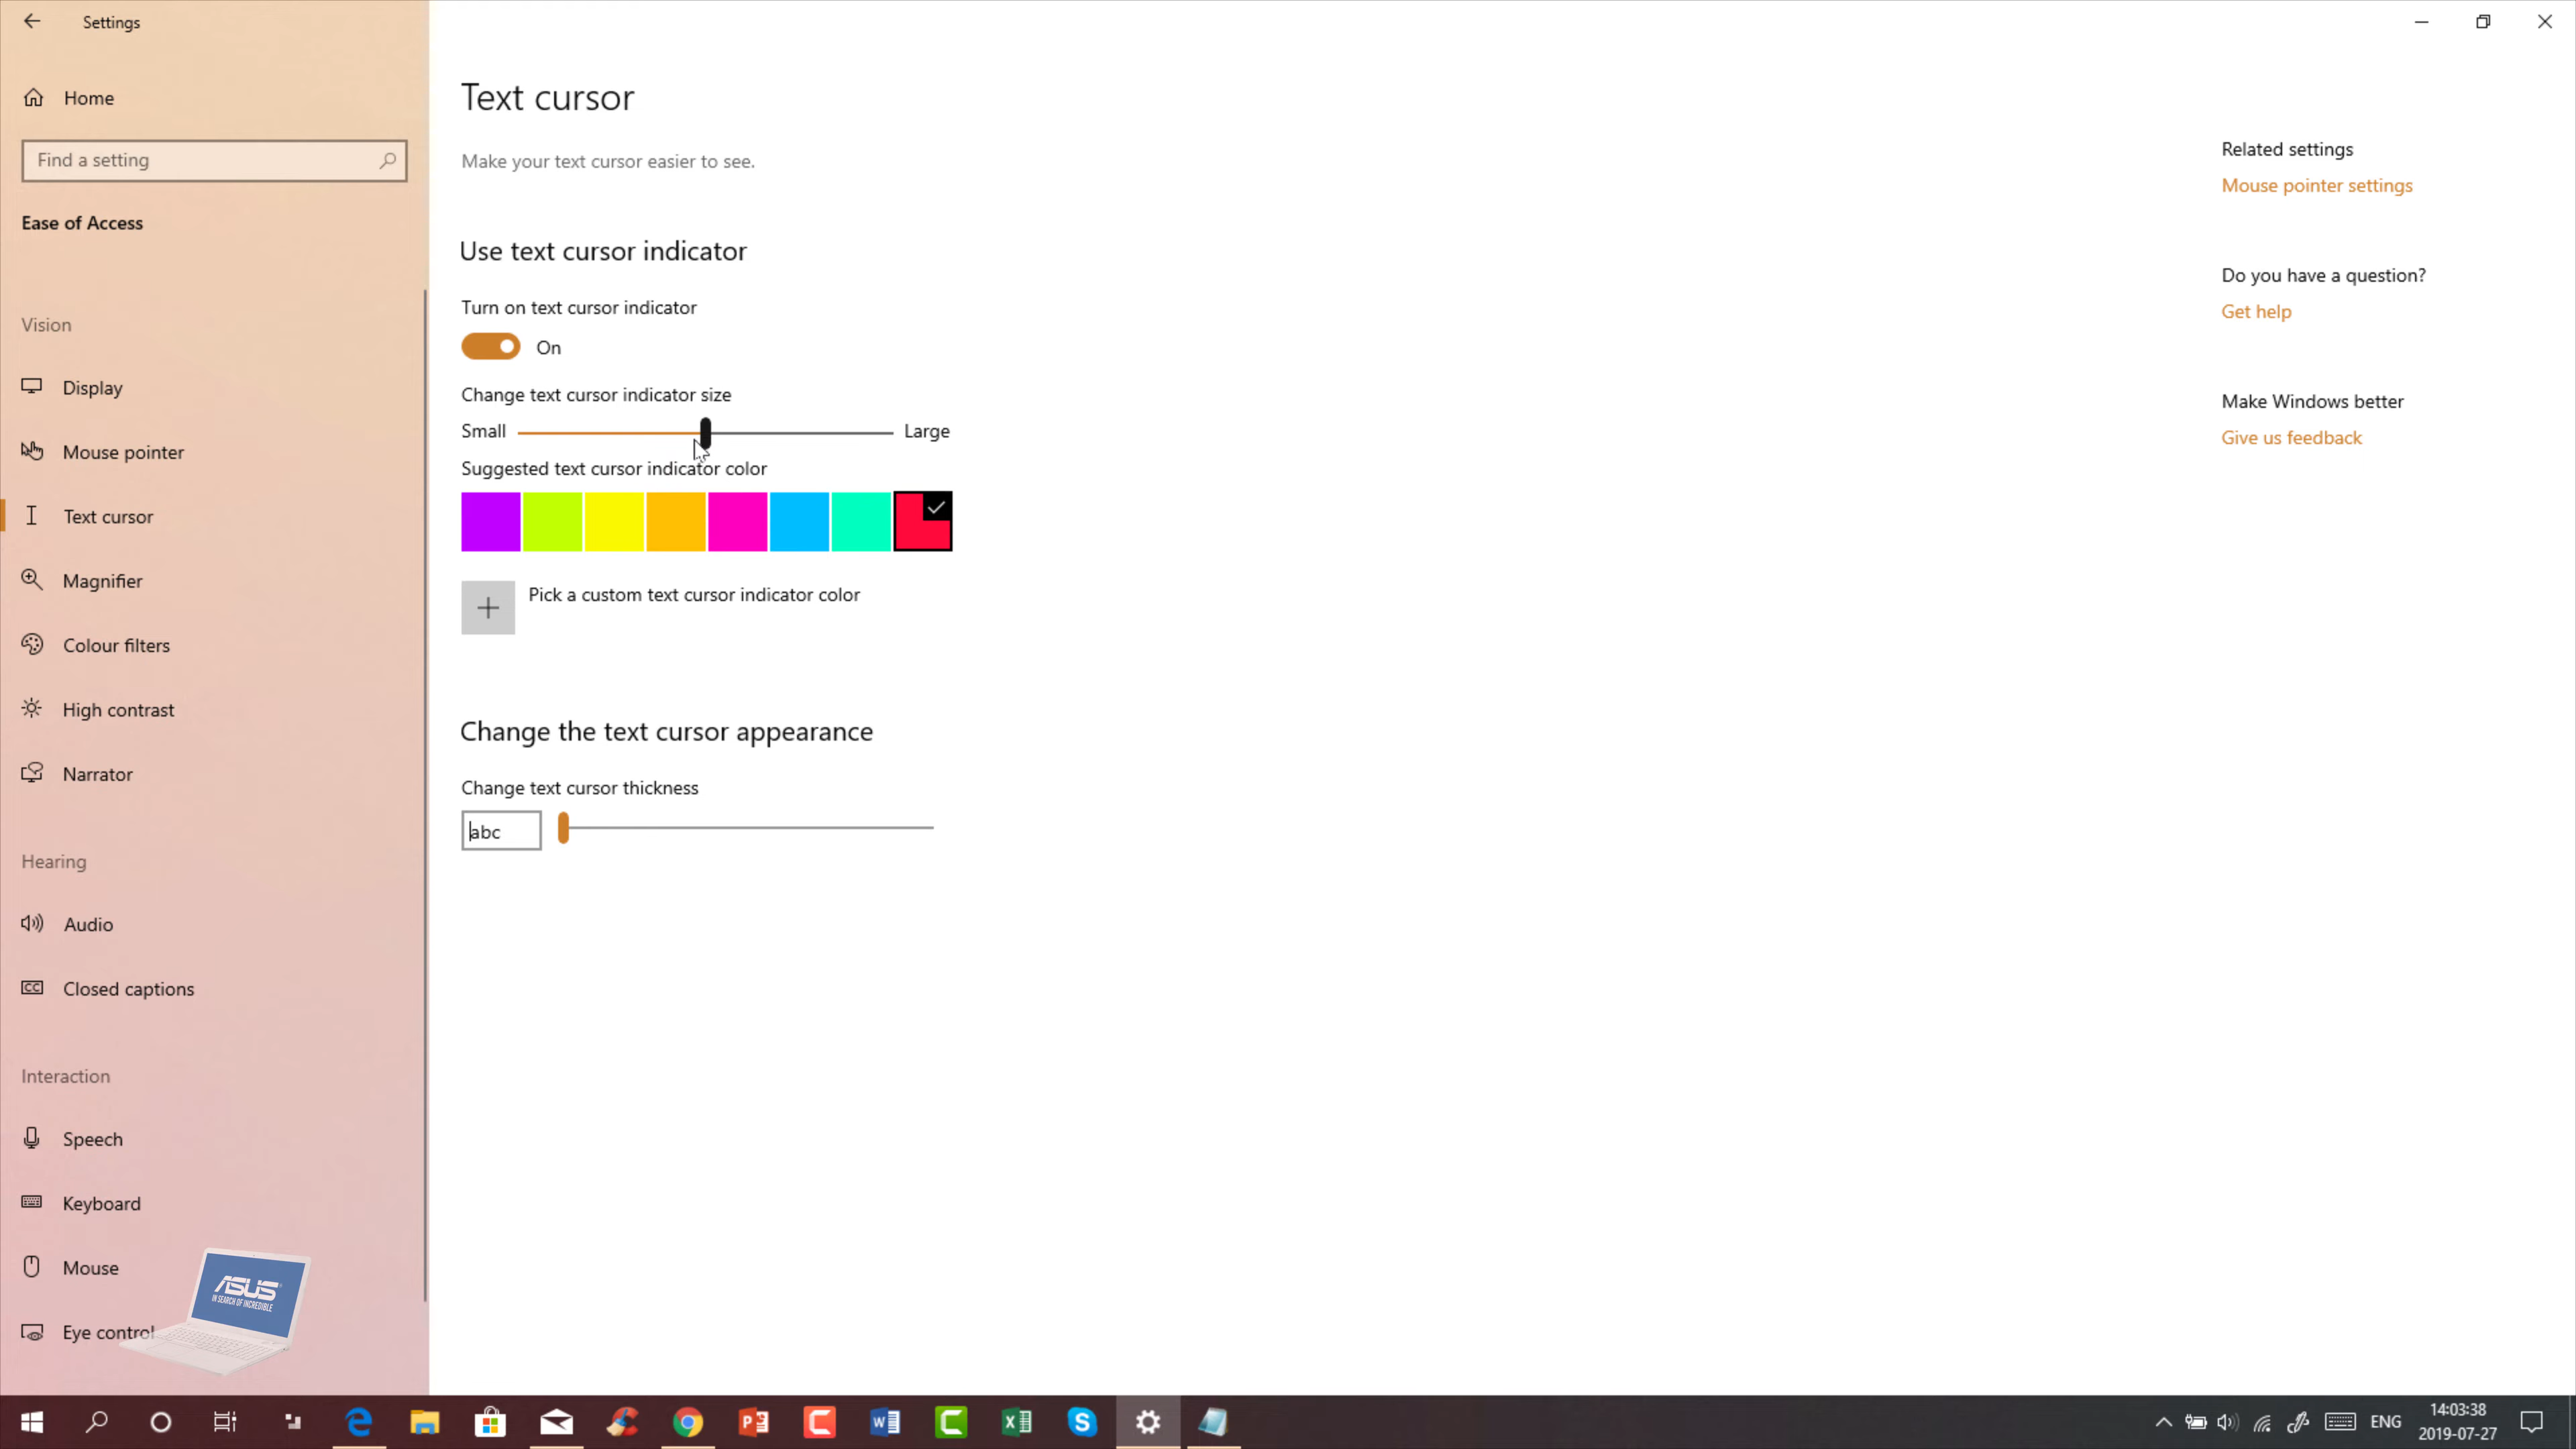 Settings
Home
Find a setting
Ease of Access
Vision
Display
Mouse pointer
Text cursor
Magnifier
Colour filters
High contrast
Narrator
Hearing
Audio
Closed captions
Interaction
Speech
Keyboard
Mouse
Eye control
ASUS
IN SEARCH OF INCREDIBLE
Text cursor
Make your text cursor easier to see.
Use text cursor indicator
Turn on text cursor indicator
On
Change text cursor indicator size
Small Large
Suggested text cursor indicator color
Pick a custom text cursor indicator color
Change the text cursor appearance
Change text cursor thickness
abc
Related settings
Mouse pointer settings
Do you have a question?
Get help
Make Windows better
Give us feedback
ENG
14:03:38
2019-07-27